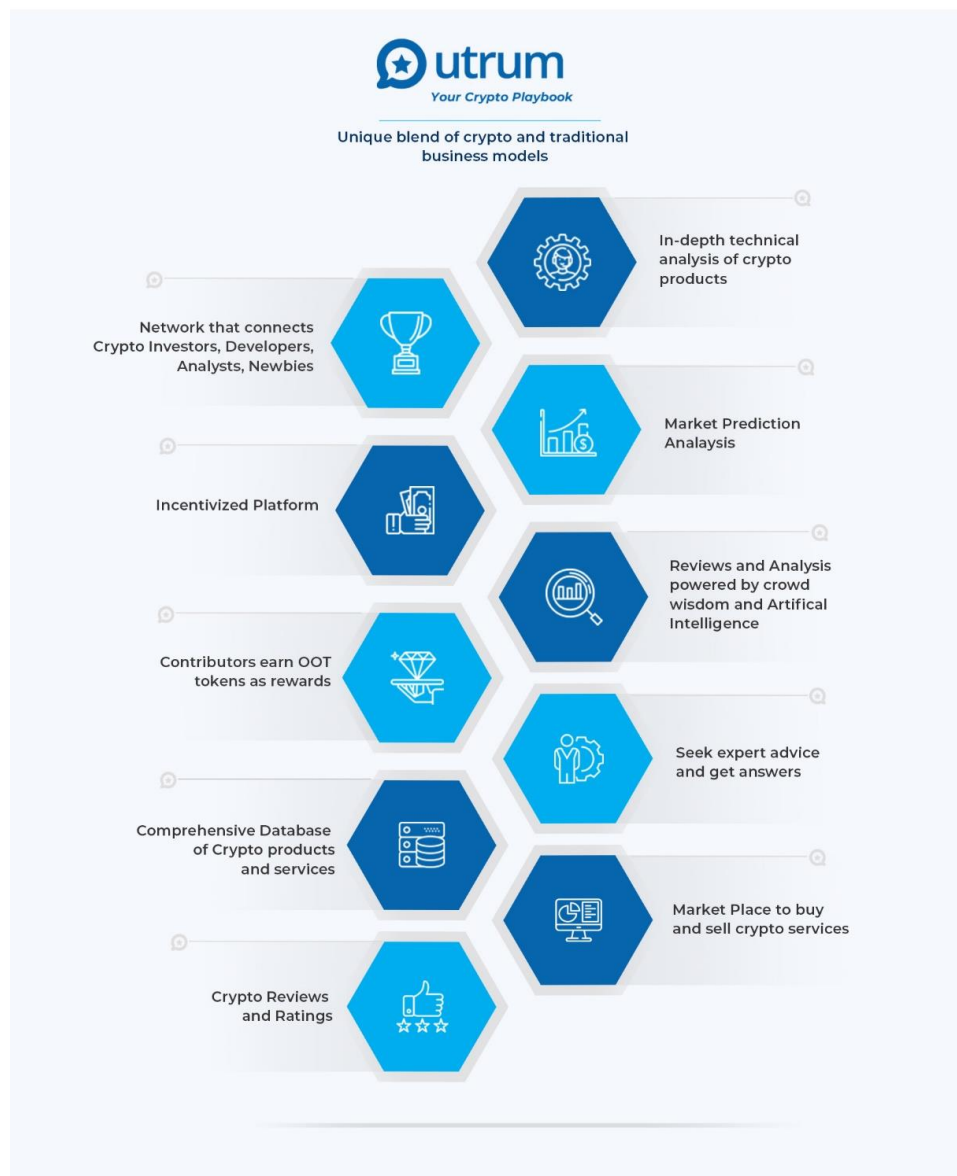 utrum
Your Crypto Playbook
Unique blend of crypto and traditional
business models
In-depth technical
analysis of crypto
products
Network that connects
Crypto Investors, Developers,
Analysts, Newbies
Market Prediction
Analaysis
Incentivized Platform
Reviews and Analysis
powered by crowd
wisdom and Artifical
Intelligence
Contributors earn OOT
tokens as rewards
Seek expert advice
and get answers
Comprehensive Database
of Crypto products
and services
Market Place to buy
and sell crypto services
Crypto Reviews
and Ratings